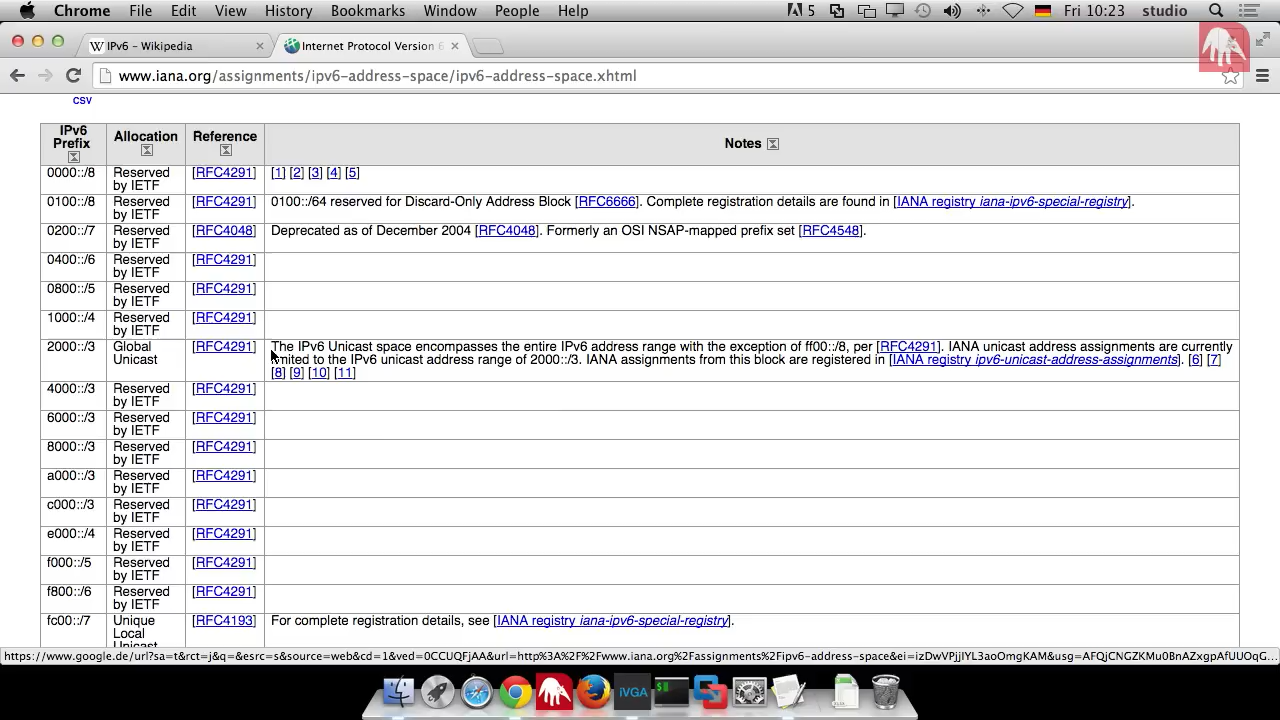 Chrome File Edit View History Bookmarks Window People Help 5 Fri 10:23 studio
IPv6 – Wikipedia × Internet Protocol Version 6 ×
www.iana.org/assignments/ipv6-address-space/ipv6-address-space.xhtml
CSV
IPv6 Prefix Allocation Reference Notes
0000::/8 Reserved by IETF [RFC4291] [1] [2] [3] [4] [5]
0100::/8 Reserved by IETF [RFC4291] 0100::/64 reserved for Discard-Only Address Block [RFC6666]. Complete registration details are found in [IANA registry iana-ipv6-special-registry].
0200::/7 Reserved by IETF [RFC4048] Deprecated as of December 2004 [RFC4048]. Formerly an OSI NSAP-mapped prefix set [RFC4548].
0400::/6 Reserved by IETF [RFC4291]
0800::/5 Reserved by IETF [RFC4291]
1000::/4 Reserved by IETF [RFC4291]
2000::/3 Global Unicast [RFC4291] The IPv6 Unicast space encompasses the entire IPv6 address range with the exception of ff00::/8, per [RFC4291]. IANA unicast address assignments are currently
limited to the IPv6 unicast address range of 2000::/3. IANA assignments from this block are registered in [IANA registry ipv6-unicast-address-assignments]. [6] [7]
[8] [9] [10] [11]
4000::/3 Reserved by IETF [RFC4291]
6000::/3 Reserved by IETF [RFC4291]
8000::/3 Reserved by IETF [RFC4291]
a000::/3 Reserved by IETF [RFC4291]
c000::/3 Reserved by IETF [RFC4291]
e000::/4 Reserved by IETF [RFC4291]
f000::/5 Reserved by IETF [RFC4291]
f800::/6 Reserved by IETF [RFC4291]
fc00::/7 Unique Local Unicast [RFC4193] For complete registration details, see [IANA registry iana-ipv6-special-registry].
iVGA